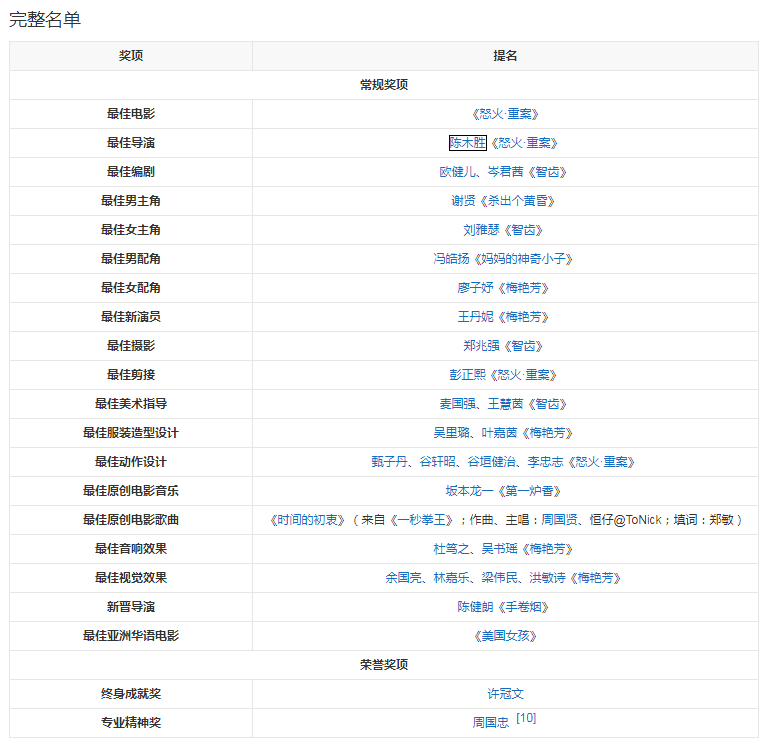 完整名单
奖项 提名
常规奖项
最佳电影 《怒火·重案》
最佳导演 陈木胜《怒火·重案》
最佳编剧 欧健儿、岑君茜《智齿》
最佳男主角 谢贤《杀出个黄昏》
最佳女主角 刘雅瑟《智齿》
最佳男配角 冯皓扬《妈妈的神奇小子》
最佳女配角 廖子妤《梅艳芳》
最佳新演员 王丹妮《梅艳芳》
最佳摄影 郑兆强《智齿》
最佳剪接 彭正熙《怒火·重案》
最佳美术指导 麦国强、王慧茵《智齿》
最佳服装造型设计 吴里璐、叶嘉茵《梅艳芳》
最佳动作设计 甄子丹、谷轩昭、谷垣健治、李忠志《怒火·重案》
最佳原创电影音乐 坂本龙一《第一炉香》
最佳原创电影歌曲 《时间的初衷》（来自《一秒拳王》；作曲、主唱：周国贤、恒仔@ToNick；填词：郑敏）
最佳音响效果 杜笃之、吴书瑶《梅艳芳》
最佳视觉效果 余国亮、林嘉乐、梁伟民、洪敏诗《梅艳芳》
新晋导演 陈健朗《手卷烟》
最佳亚洲华语电影 《美国女孩》
荣誉奖项
终身成就奖 许冠文
专业精神奖 周国忠 [10]